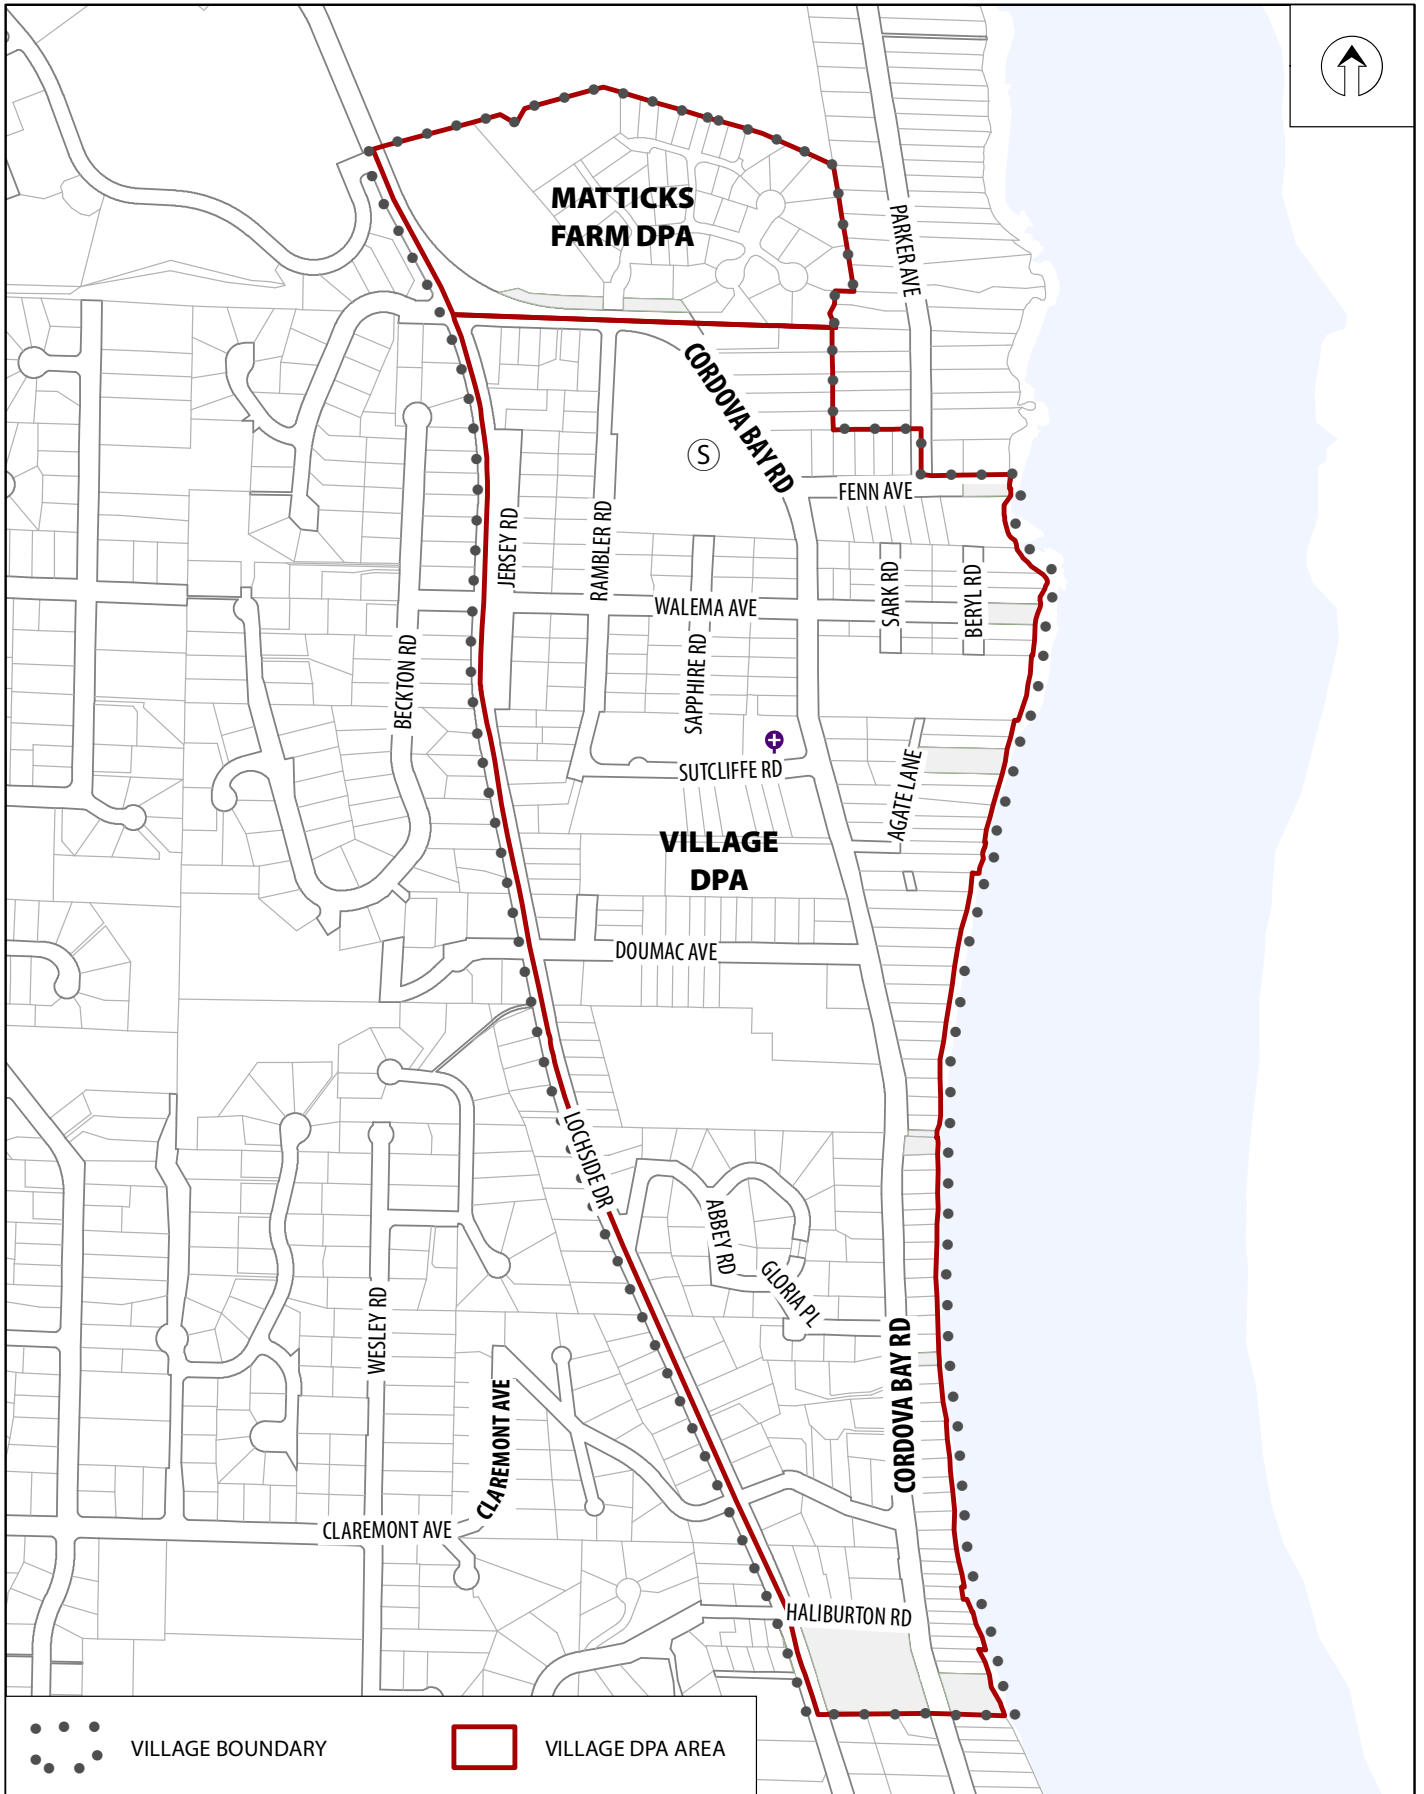 MATTICKS
FARM DPA
PARKER AVE
CORDOVA BAY RD
S
FENN AVE
JERSEY RD
RAMBLER RD
WALEMA AVE
SARK RD
BERYL RD
BECKTON RD
SAPPHIRE RD
SUTCLIFFE RD
AGATE LANE
VILLAGE
DPA
DOUMAC AVE
LOCHSIDE DR
ABBEY RD
GLORIA PL
WESLEY RD
CORDOVA BAY RD
CLAREMONT AVE
CLAREMONT AVE
HALIBURTON RD
VILLAGE BOUNDARY
VILLAGE DPA AREA